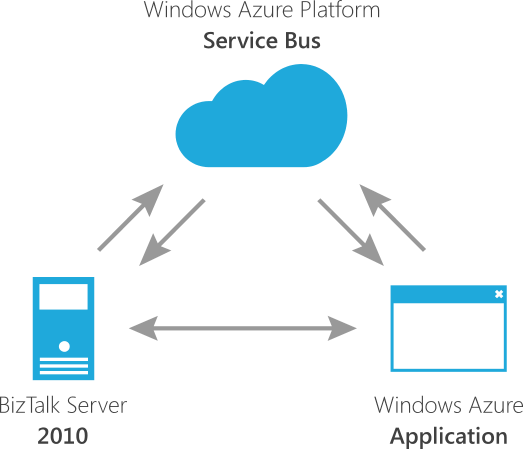 Windows Azure Platform
Service Bus
BizTalk Server
2010
Windows Azure
Application